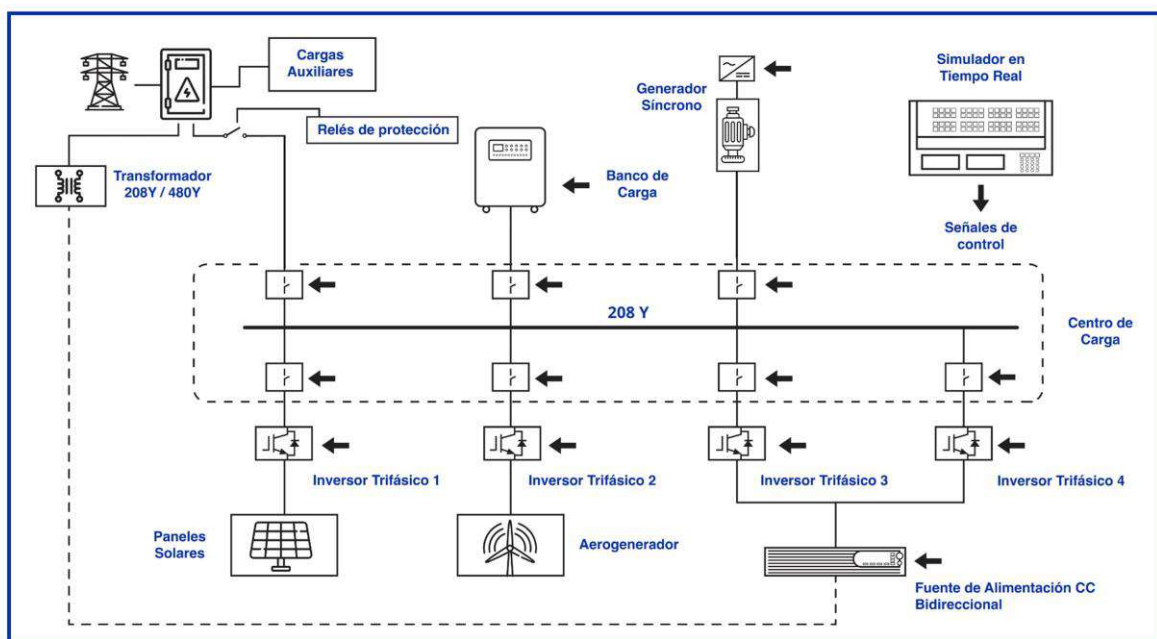 Cargas
Auxiliares
Simulador en
Tiempo Real
Generador
Síncrono
Relés de protección
Transformador
208Y / 480Y
Banco de
Carga
Señales de
control
208 Y
Centro de
Carga
Inversor Trifásico 1
Inversor Trifásico 2
Inversor Trifásico 3
Inversor Trifásico 4
Paneles
Solares
Aerogenerador
Fuente de Alimentación CC
Bidireccional